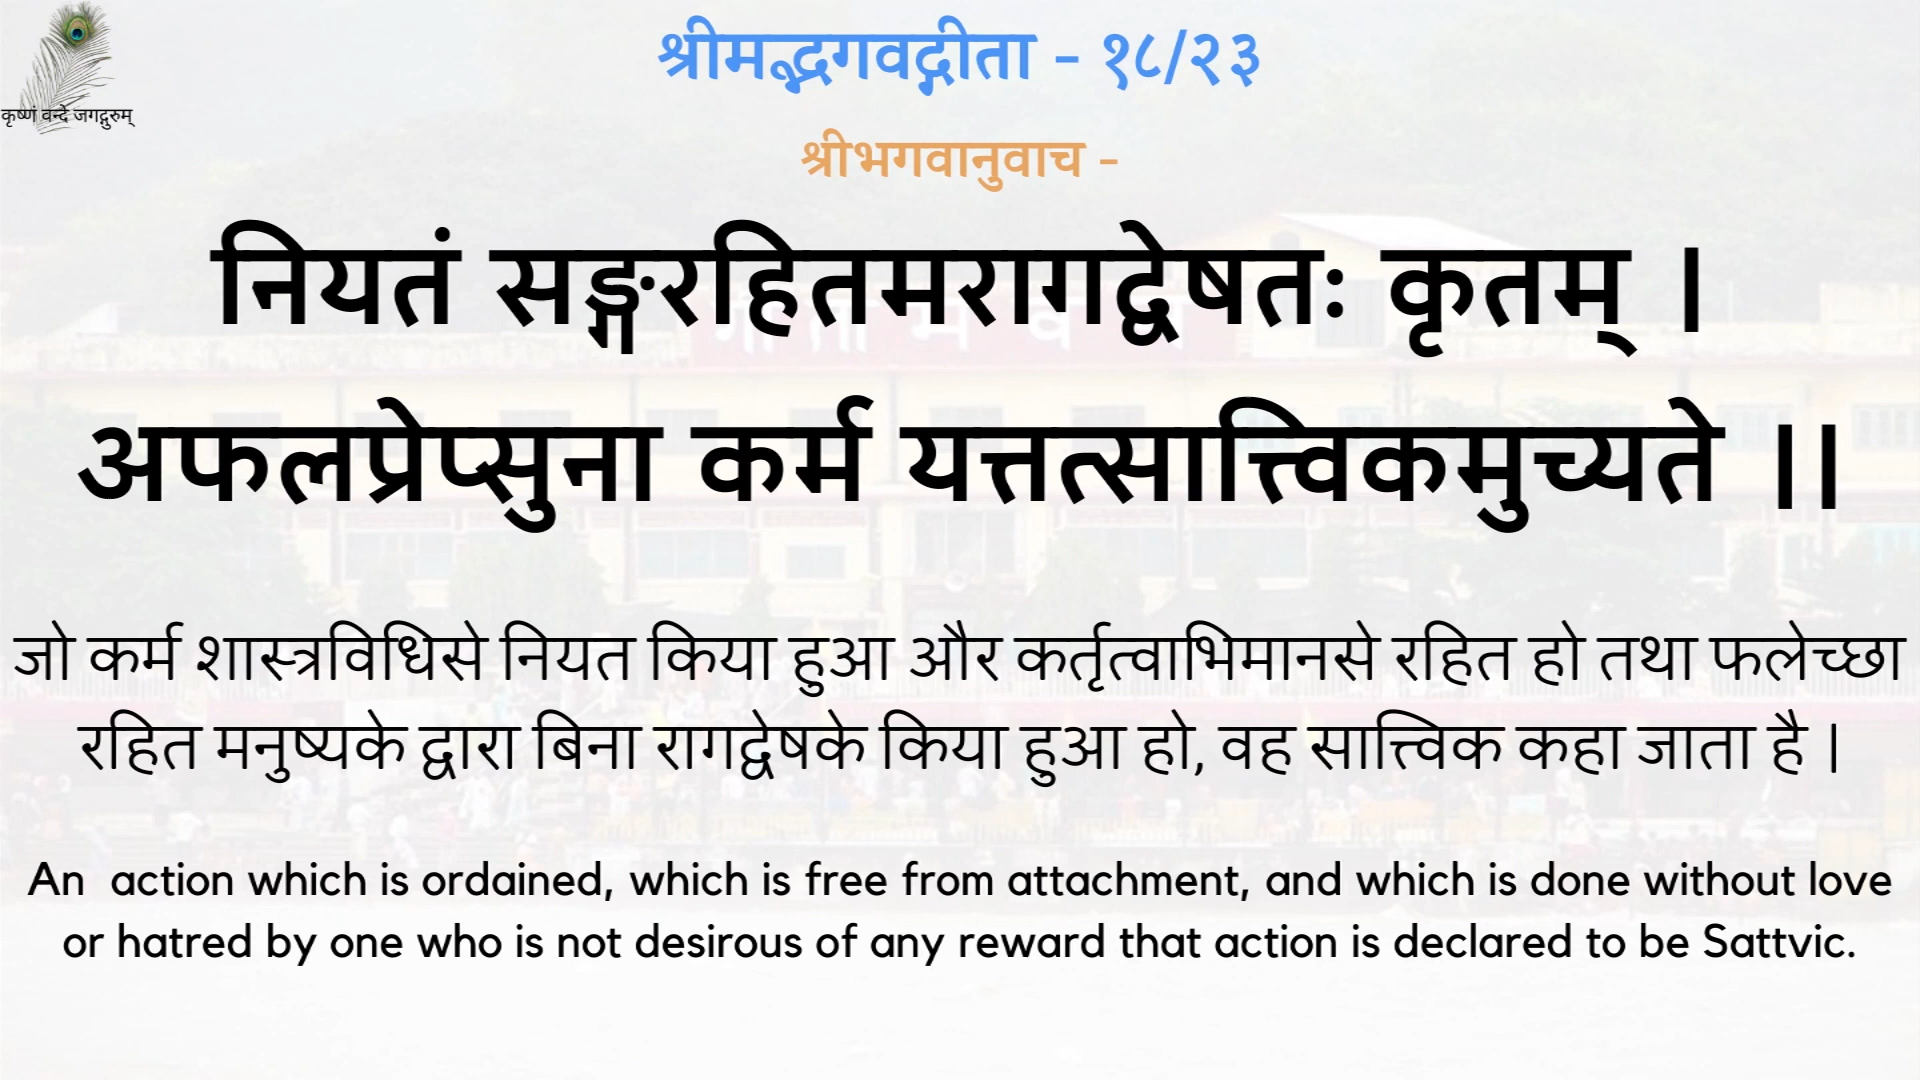 श्रीमद्भगवद्गीता - १८/२३
कृष्णं वन्दे जगद्गुरुम्
श्रीभगवानुवाच -
नियतं सङ्गरहितमरागद्वेषतः कृतम् ।
अफलप्रेप्सुना कर्म यत्तत्सात्त्विकमुच्यते ।।
जो कर्म शास्त्रविधिसे नियत किया हुआ और कर्तृत्वाभिमानसे रहित हो तथा फलेच्छा
रहित मनुष्यके द्वारा बिना रागद्वेषके किया हुआ हो, वह सात्त्विक कहा जाता है ।
An  action which is ordained, which is free from attachment, and which is done without love
or hatred by one who is not desirous of any reward that action is declared to be Sattvic.